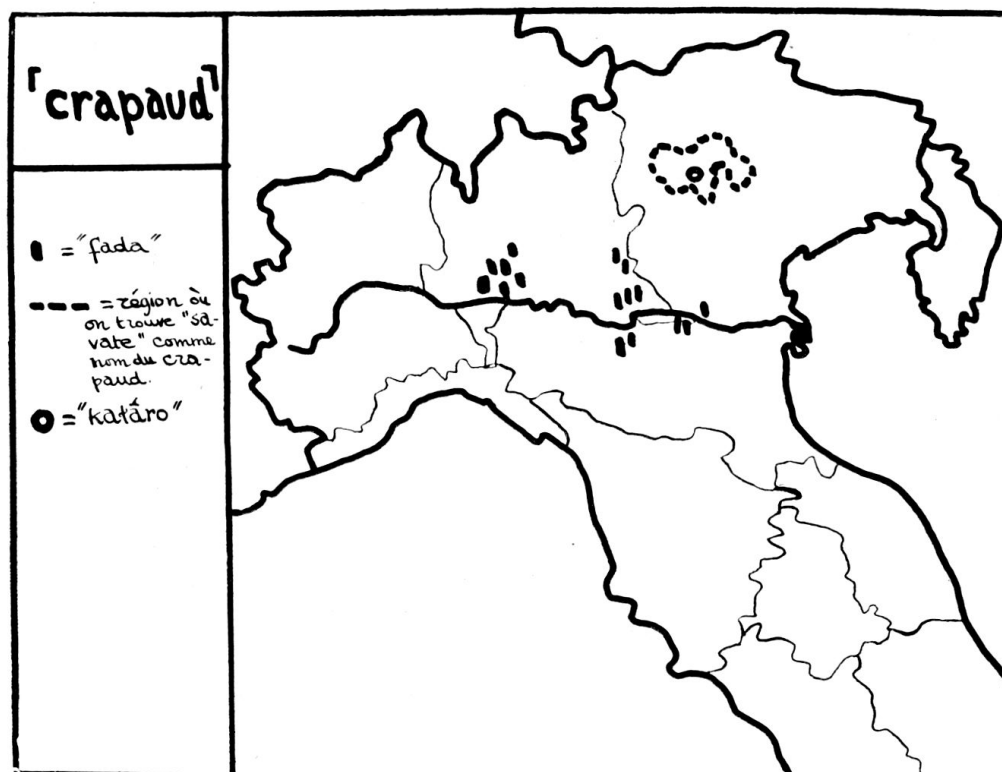 ⌜crapaud⌝
= "fada"
= région où
on trouve "sa-
vate" comme
nom du cra-
paud.
= "katáro"